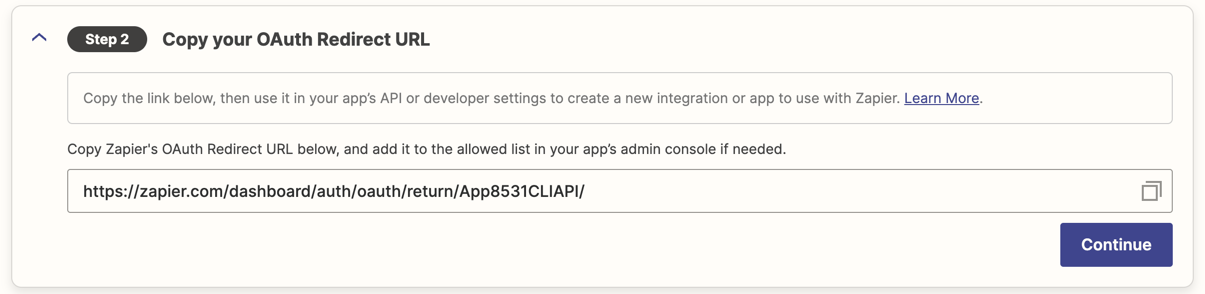 Step 2 Copy your OAuth Redirect URL
Copy the link below, then use it in your app’s API or developer settings to create a new integration or app to use with Zapier. Learn More.
Copy Zapier's OAuth Redirect URL below, and add it to the allowed list in your app’s admin console if needed.
https://zapier.com/dashboard/auth/oauth/return/App8531CLIAPI/
Continue